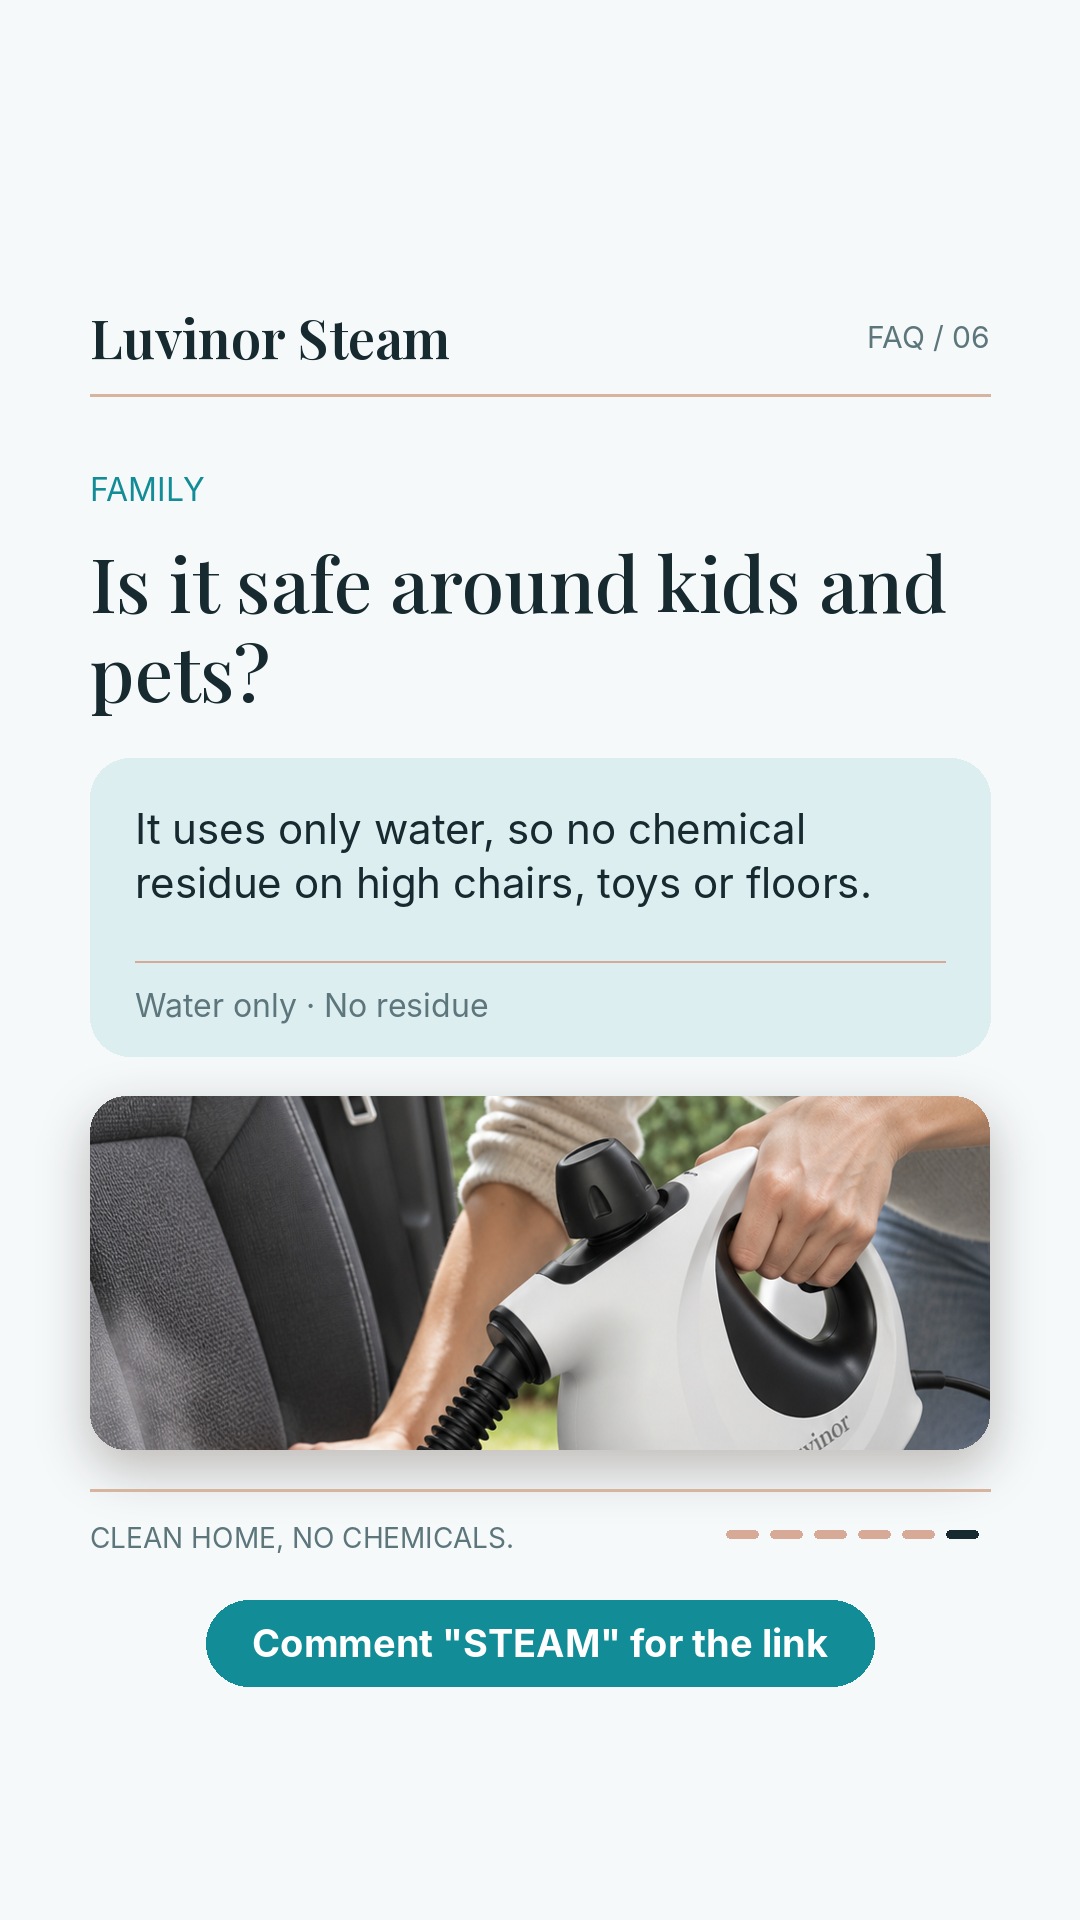 Luvinor Steam
FAQ / 06
FAMILY
Is it safe around kids and
pets?
It uses only water, so no chemical
residue on high chairs, toys or floors.
Water only · No residue
CLEAN HOME, NO CHEMICALS.
Comment "STEAM" for the link